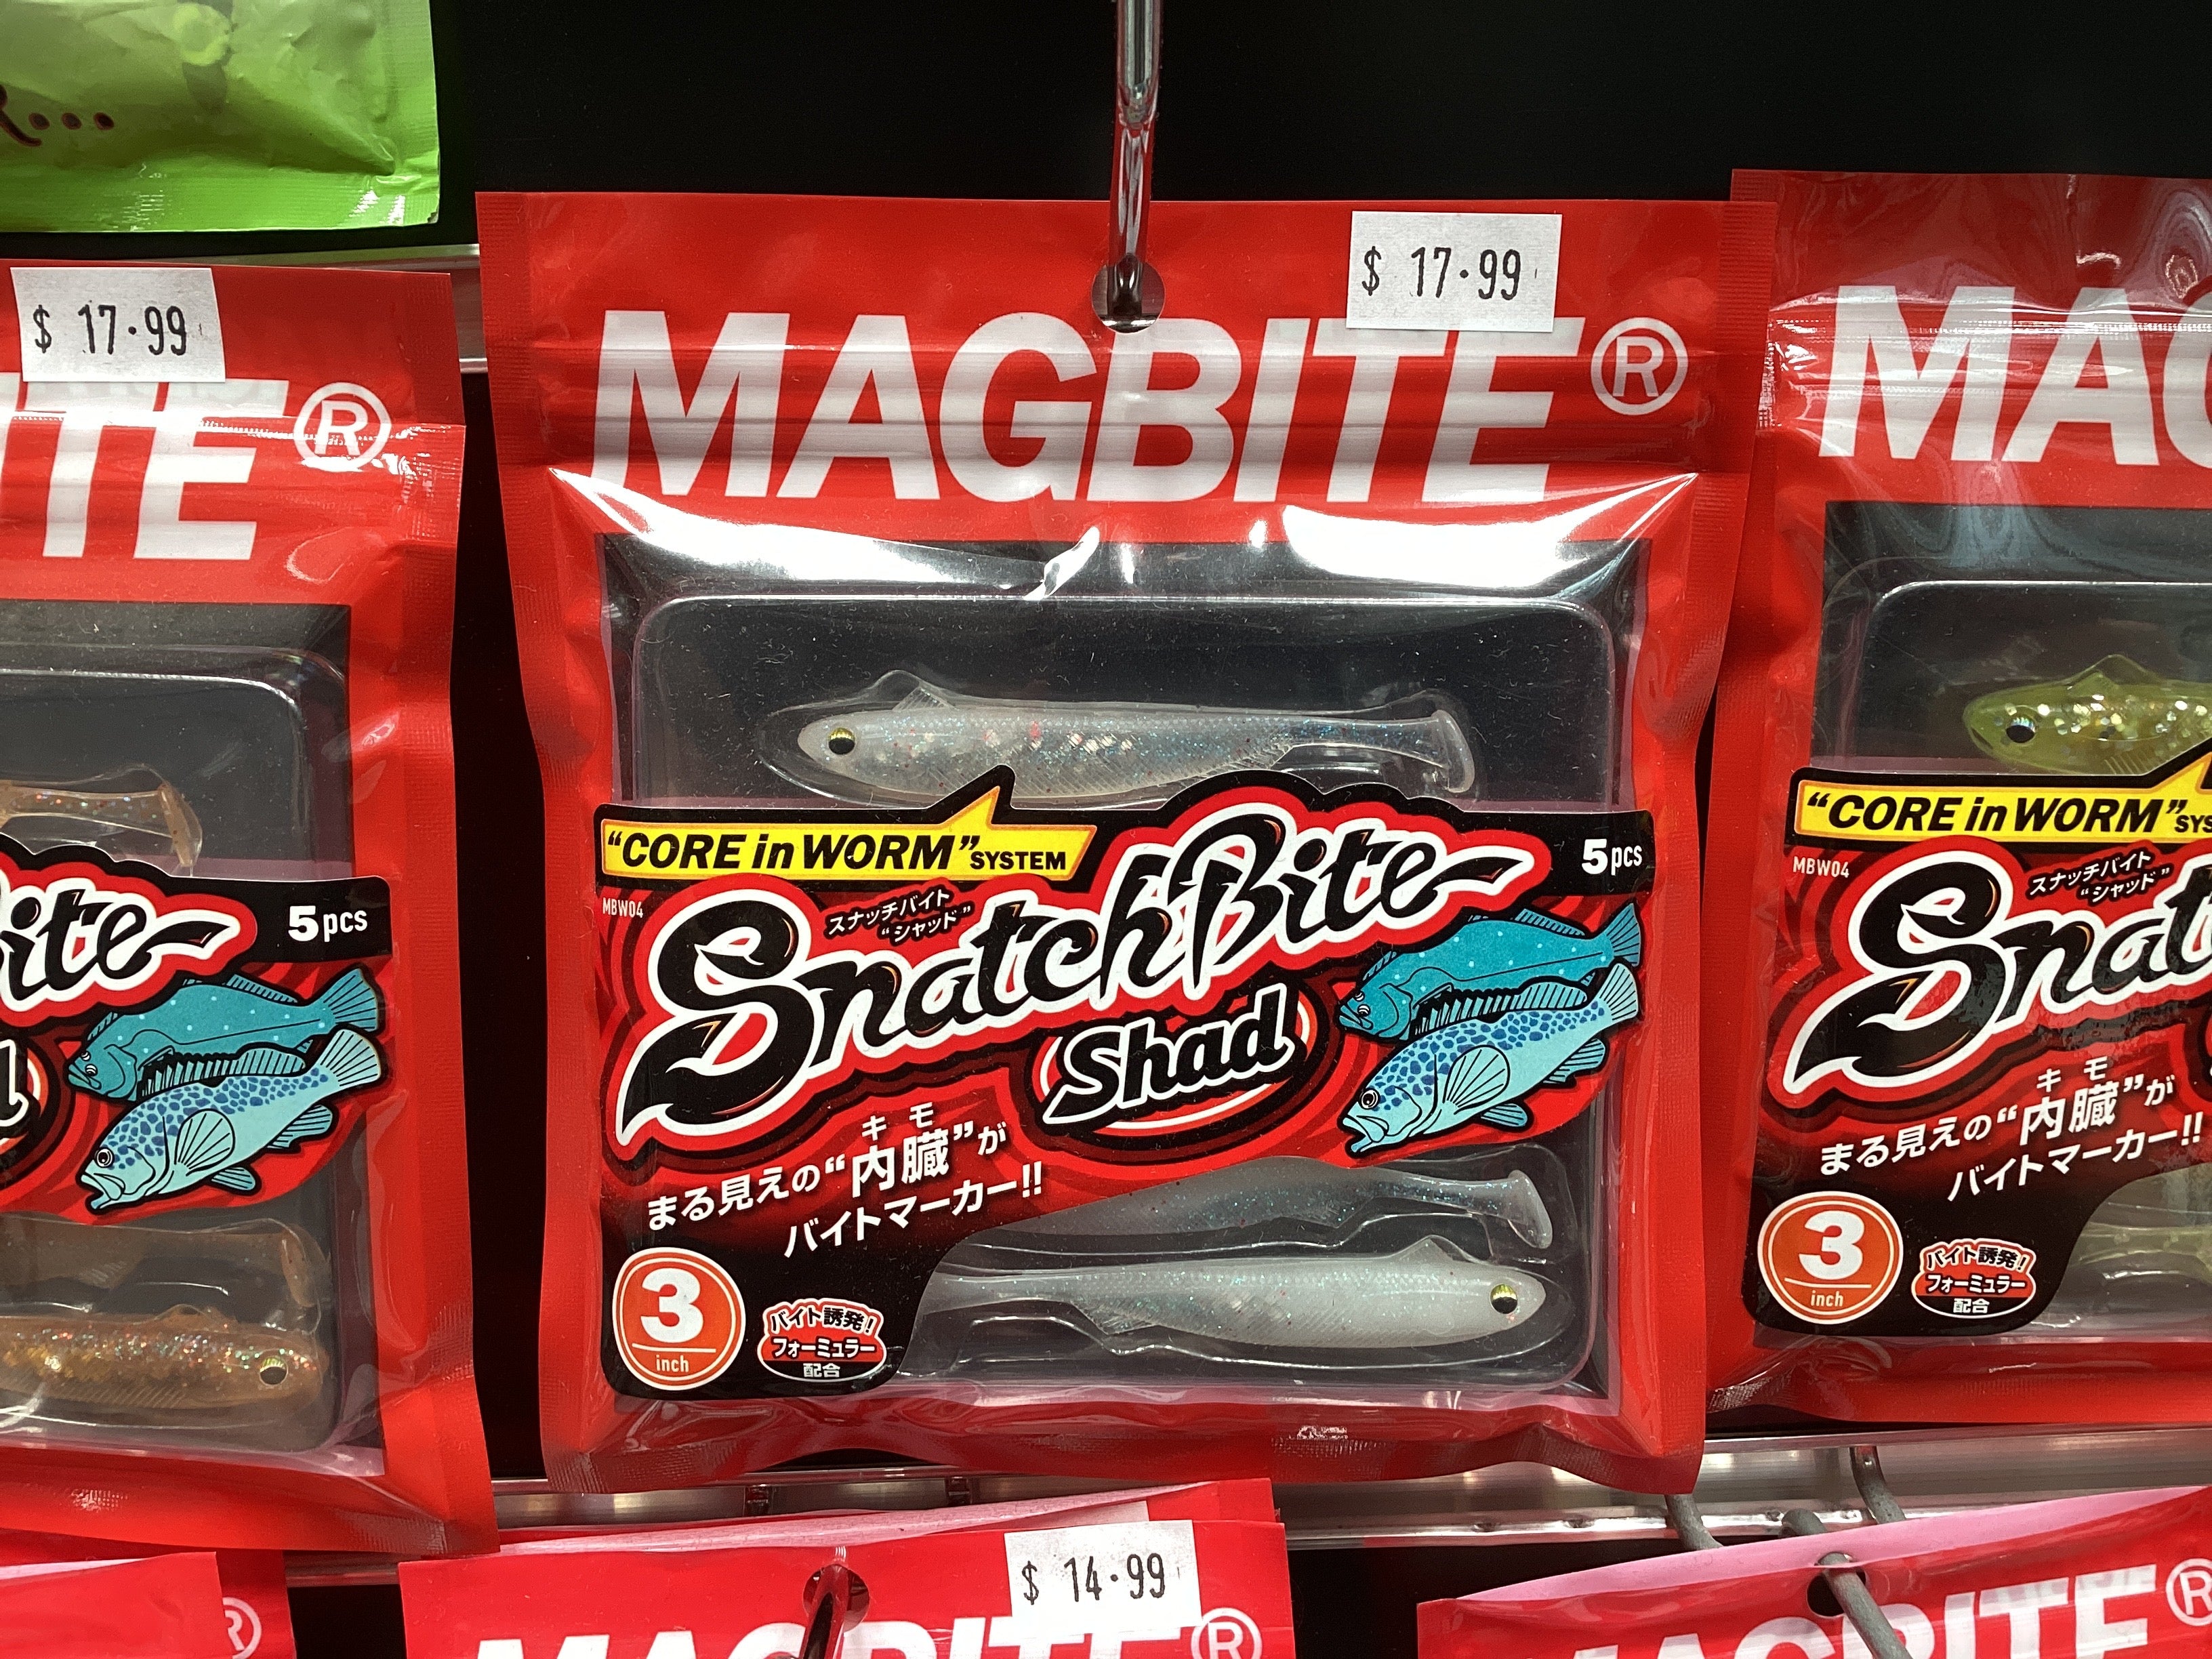 $ 17.99
ITE®
5pcs
ite
$ 17.99
MAGBITE®
"CORE in WORM" SYSTEM
5pcs
MBW04
スナッチバイト
"シャッド"
SnatchBite
Shad
キモ
まる見えの"内臓"が
バイトマーカー!!
3
inch
バイト誘発!
フォーミュラー
配合
MAG
"CORE in WORM" SYS
MBW04
スナッチバイト
"シャッド"
Snat
キモ
まる見えの"内臓"が
バイトマーカー!!
3
inch
バイト誘発!
フォーミュラー
配合
®
$ 14.99
MAGBITE®
MAGBITE®